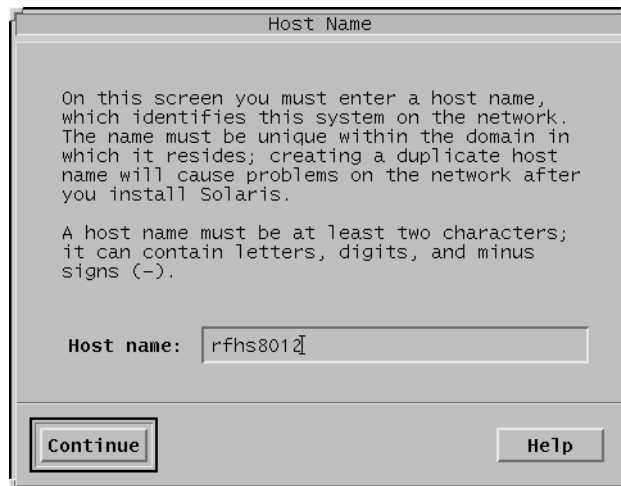 Host Name
On this screen you must enter a host name,
which identifies this system on the network.
The name must be unique within the domain in
which it resides; creating a duplicate host
name will cause problems on the network after
you install Solaris.
A host name must be at least two characters;
it can contain letters, digits, and minus
signs (-).
Host name: rfhs8012
Continue Help